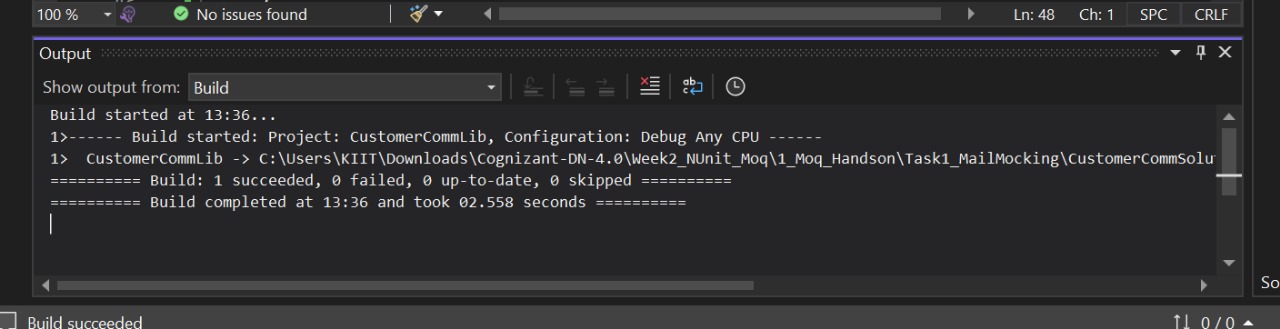 100 % No issues found Ln: 48 Ch: 1 SPC CRLF
Output
Show output from: Build
Build started at 13:36...
1>------ Build started: Project: CustomerCommLib, Configuration: Debug Any CPU ------
1> CustomerCommLib -> C:\Users\KIIT\Downloads\Cognizant-DN-4.0\Week2_NUnit_Moq\1_Moq_Handson\Task1_MailMocking\CustomerCommSolu
========== Build: 1 succeeded, 0 failed, 0 up-to-date, 0 skipped ==========
========== Build completed at 13:36 and took 02.558 seconds ==========
So
Build succeeded 0 / 0